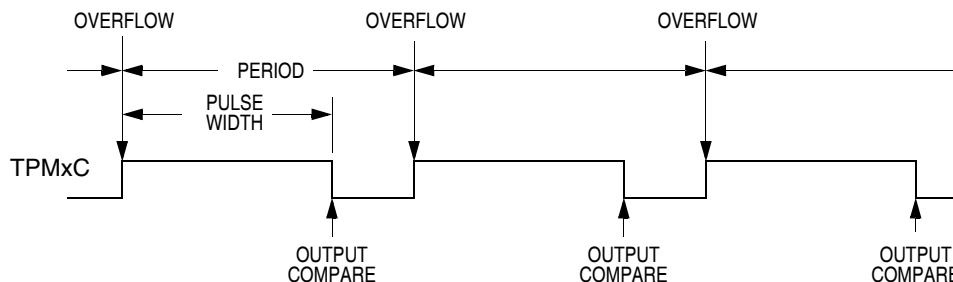 OVERFLOW
OVERFLOW
OVERFLOW
PERIOD
PULSE
WIDTH
TPMxC
OUTPUT
COMPARE
OUTPUT
COMPARE
OUTPUT
COMPARE